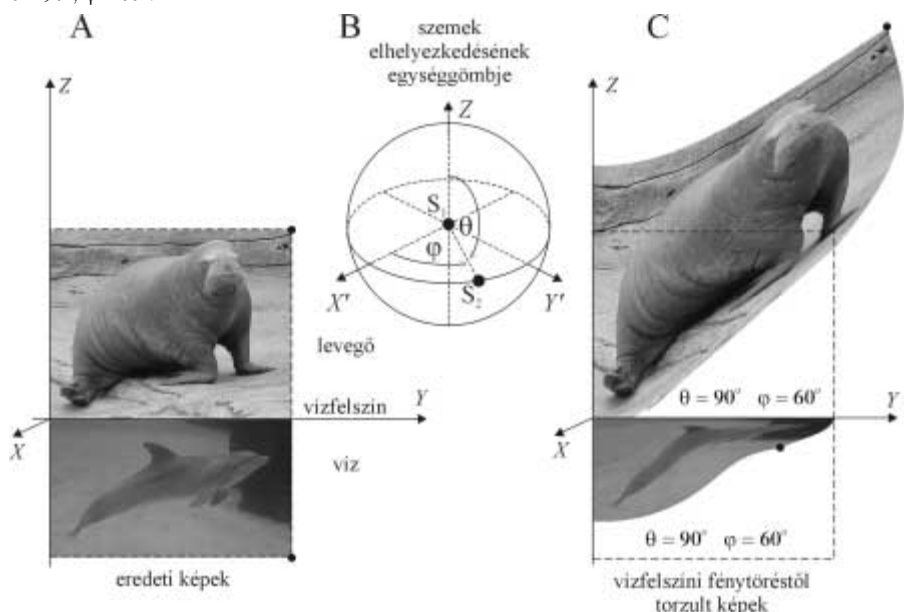 A
B
C
szemek
elhelyezkedésének
egységgömbje
Z
Z
Z
S₁
θ
φ
S₂
X'
Y'
levegő
vízfelszín
Y
X
víz
θ = 90° φ = 60°
Y
X
θ = 90° φ = 60°
eredeti képek
vízfelszíni fénytöréstől
torzult képek